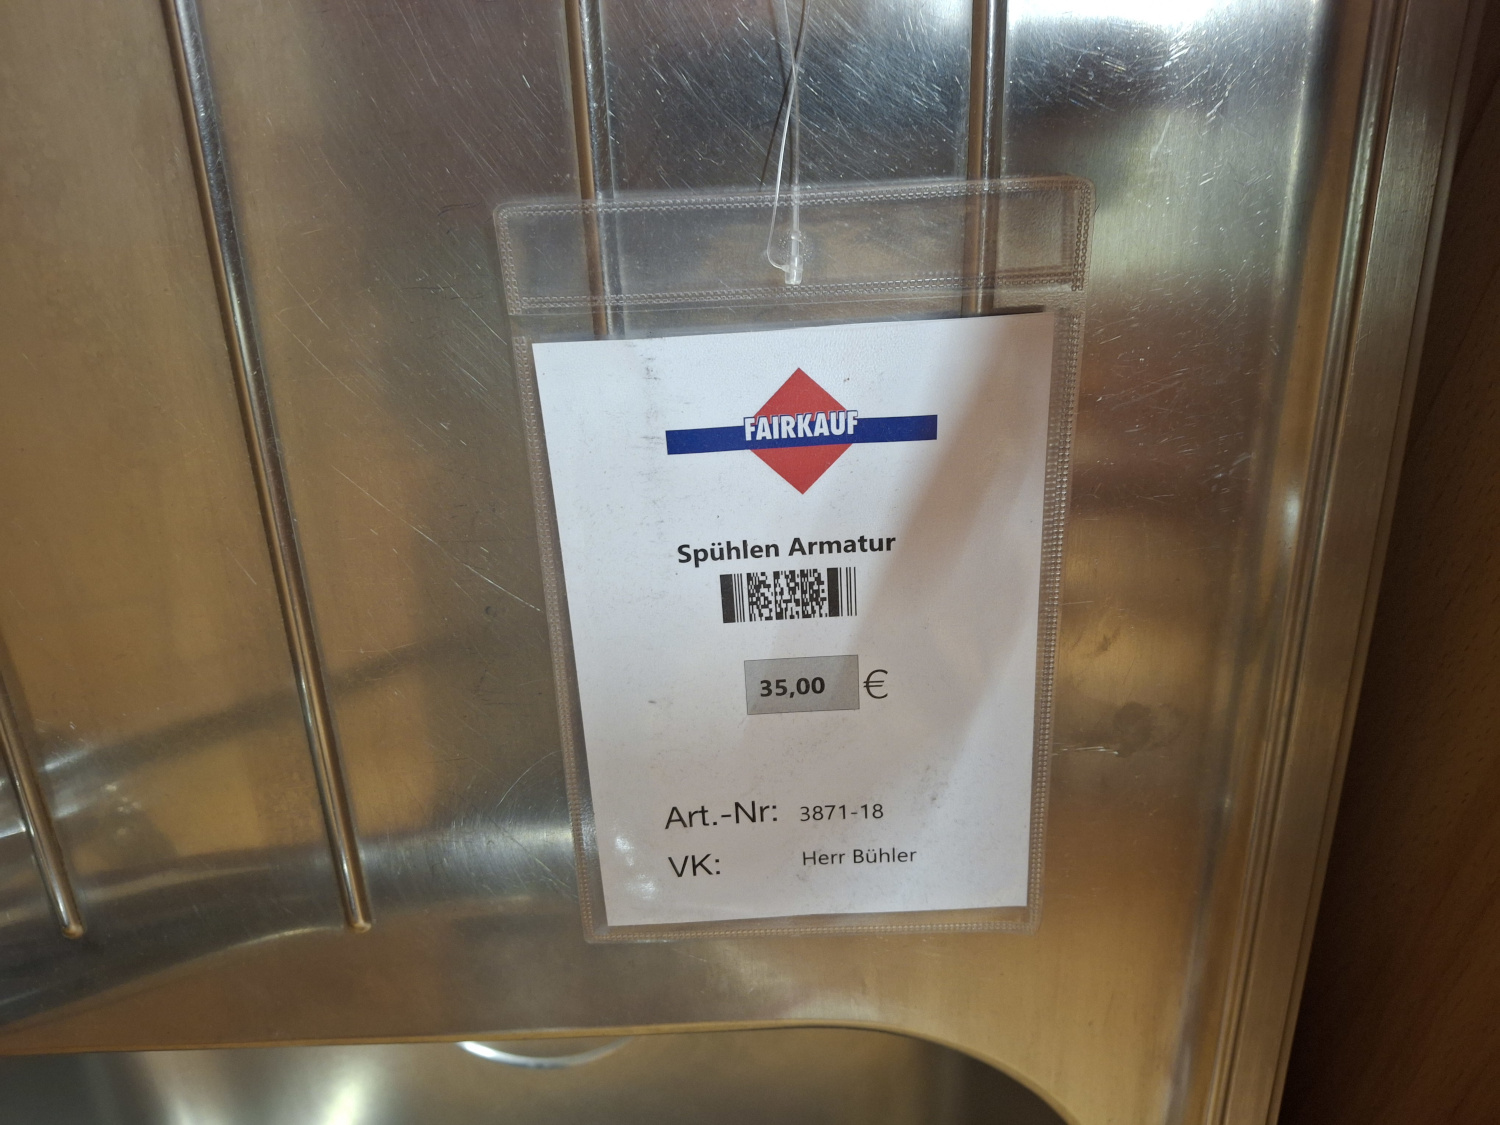 FAIRKAUF
Spühlen Armatur
35,00 €
Art.-Nr: 3871-18
VK: Herr Bühler